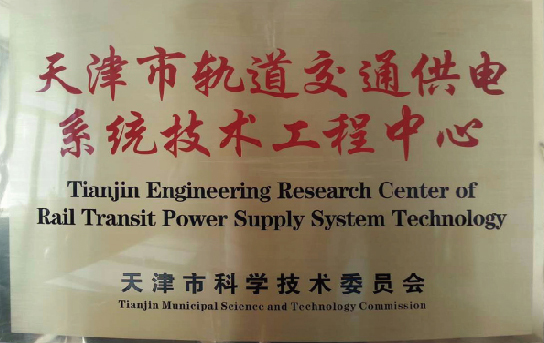 天津市轨道交通供电
系统技术工程中心
Tianjin Engineering Research Center of
Rail Transit Power Supply System Technology
天津市科学技术委员会
Tianjin Municipal Science and Technology Commission